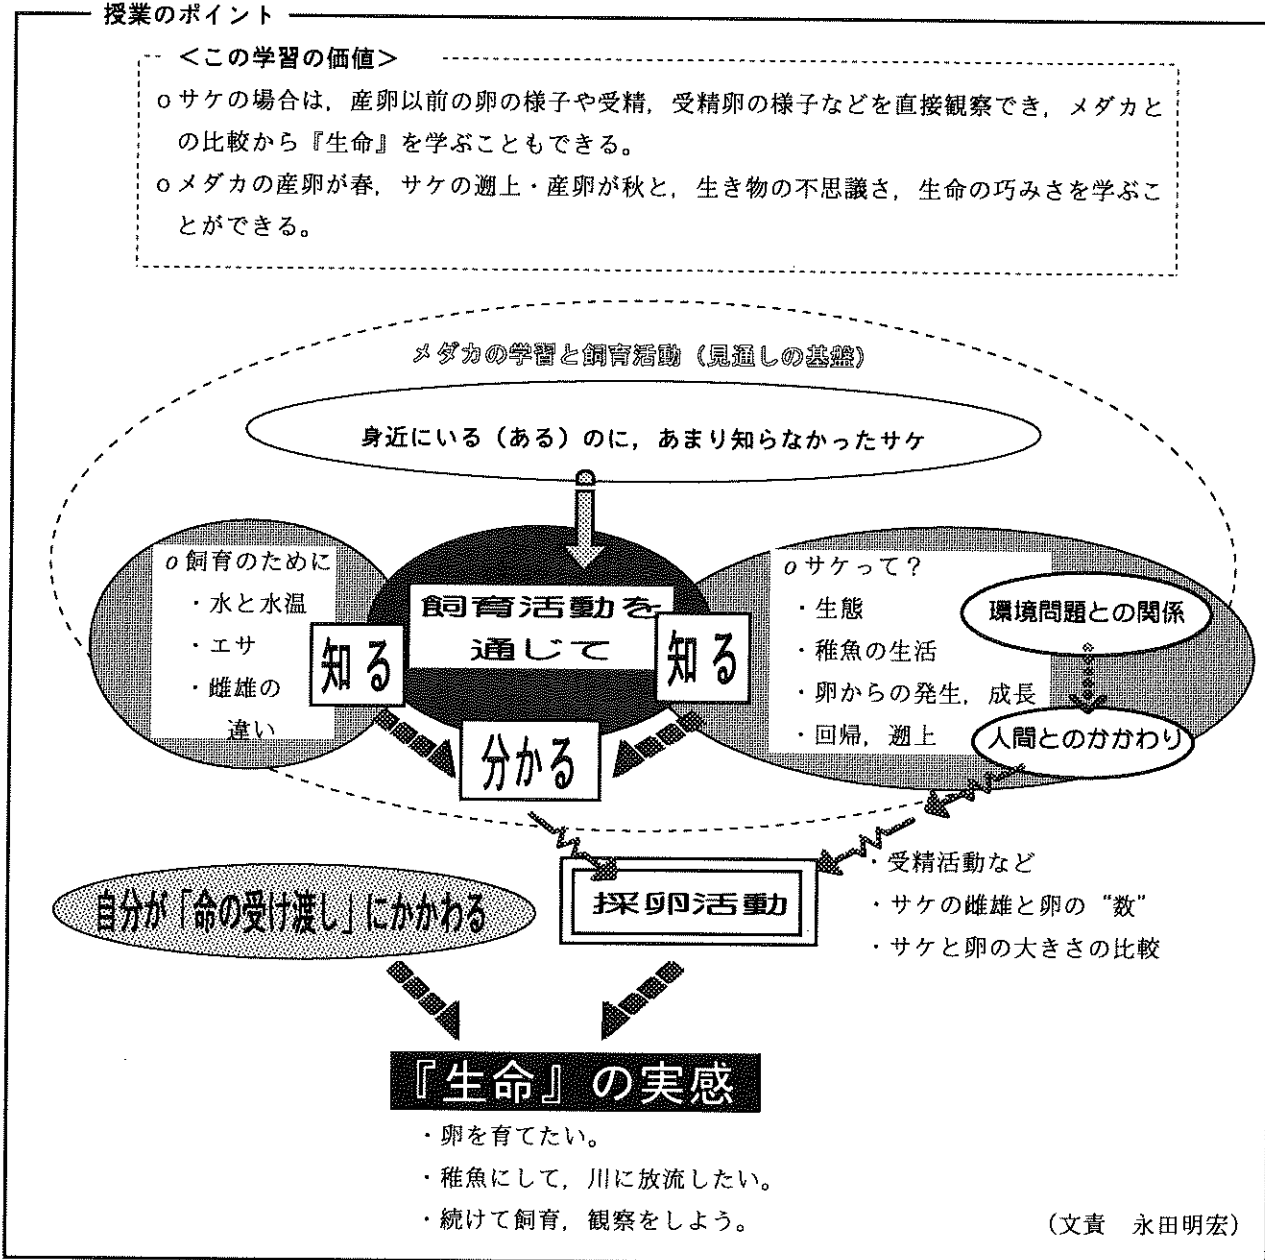 授業のポイント
＜この学習の価値＞
o サケの場合は，産卵以前の卵の様子や受精，受精卵の様子などを直接観察でき，メダカと
の比較から『生命』を学ぶこともできる。
o メダカの産卵が春，サケの遡上・産卵が秋と，生き物の不思議さ，生命の巧みさを学ぶこ
とができる。
メダカの学習と飼育活動（見通しの基盤）
身近にいる（ある）のに，あまり知らなかったサケ
o 飼育のために
・水と水温
・エサ
・雌雄の
違い
知る
飼育活動を
通じて
知る
分かる
o サケって？
・生態
・稚魚の生活
・卵からの発生，成長
・回帰，遡上
環境問題との関係
人間とのかかわり
自分が「命の受け渡し」にかかわる
採卵活動
・受精活動など
・サケの雌雄と卵の "数"
・サケと卵の大きさの比較
『生命』の実感
・卵を育てたい。
・稚魚にして，川に放流したい。
・続けて飼育，観察をしよう。
（文責　永田明宏）